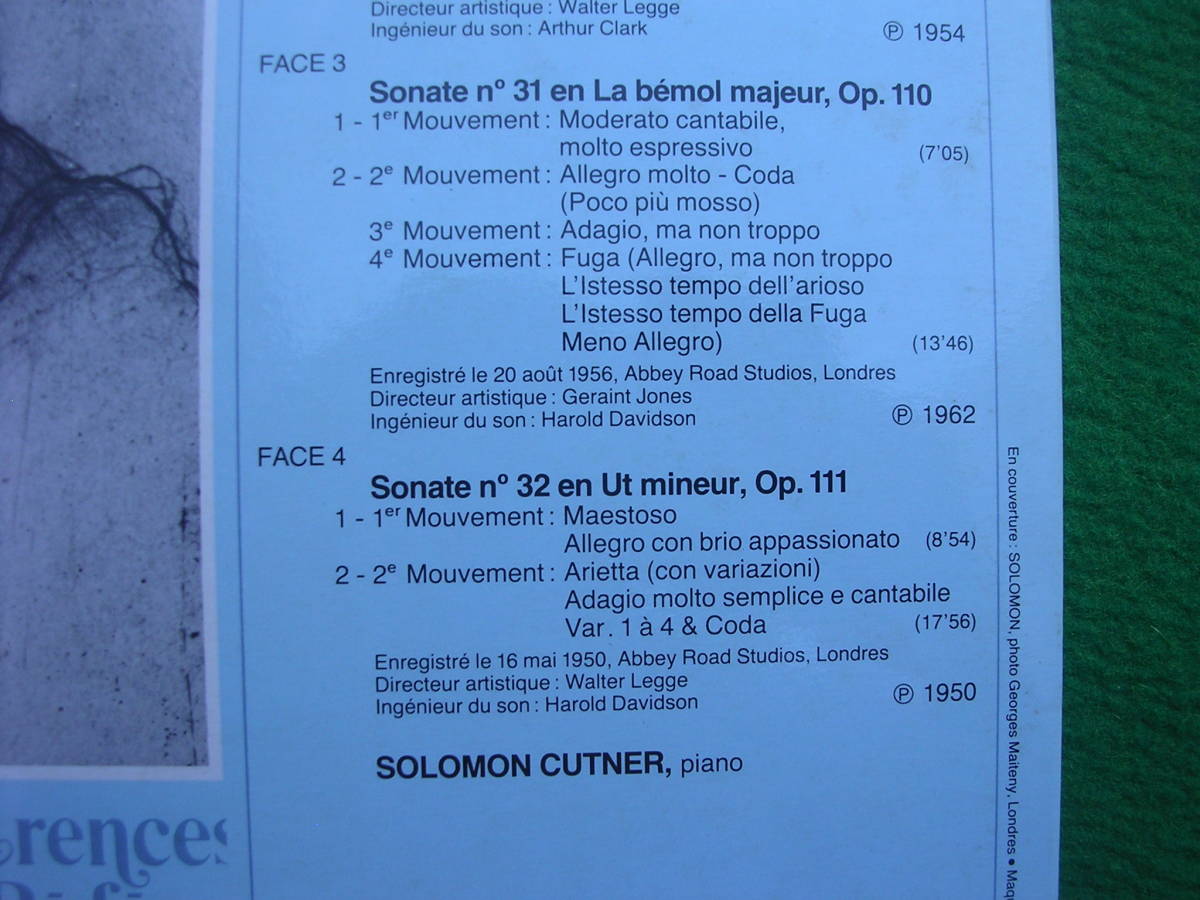 Directeur artistique : Walter Legge
Ingénieur du son : Arthur Clark
℗ 1954
FACE 3
Sonate nº 31 en La bémol majeur, Op. 110
1 - 1er Mouvement : Moderato cantabile,
molto espressivo (7'05)
2 - 2e Mouvement : Allegro molto - Coda
(Poco più mosso)
3e Mouvement : Adagio, ma non troppo
4e Mouvement : Fuga (Allegro, ma non troppo
L'Istesso tempo dell'arioso
L'Istesso tempo della Fuga
Meno Allegro) (13'46)
Enregistré le 20 août 1956, Abbey Road Studios, Londres
Directeur artistique : Geraint Jones
Ingénieur du son : Harold Davidson
℗ 1962
FACE 4
Sonate nº 32 en Ut mineur, Op. 111
1 - 1er Mouvement : Maestoso
Allegro con brio appassionato (8'54)
2 - 2e Mouvement : Arietta (con variazioni)
Adagio molto semplice e cantabile
Var. 1 à 4 & Coda (17'56)
Enregistré le 16 mai 1950, Abbey Road Studios, Londres
Directeur artistique : Walter Legge
Ingénieur du son : Harold Davidson
℗ 1950
SOLOMON CUTNER, piano
En couverture : SOLOMON, photo Georges Maiteny, Londres •
rences